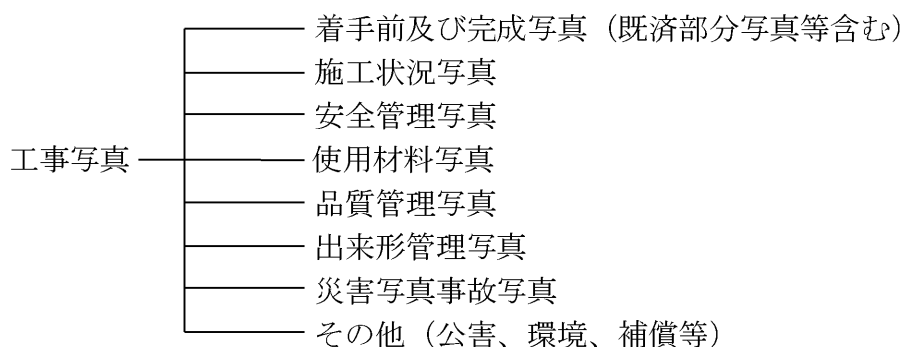 着手前及び完成写真（既済部分写真等含む）
施工状況写真
安全管理写真
工事写真
使用材料写真
品質管理写真
出来形管理写真
災害写真事故写真
その他（公害、環境、補償等）